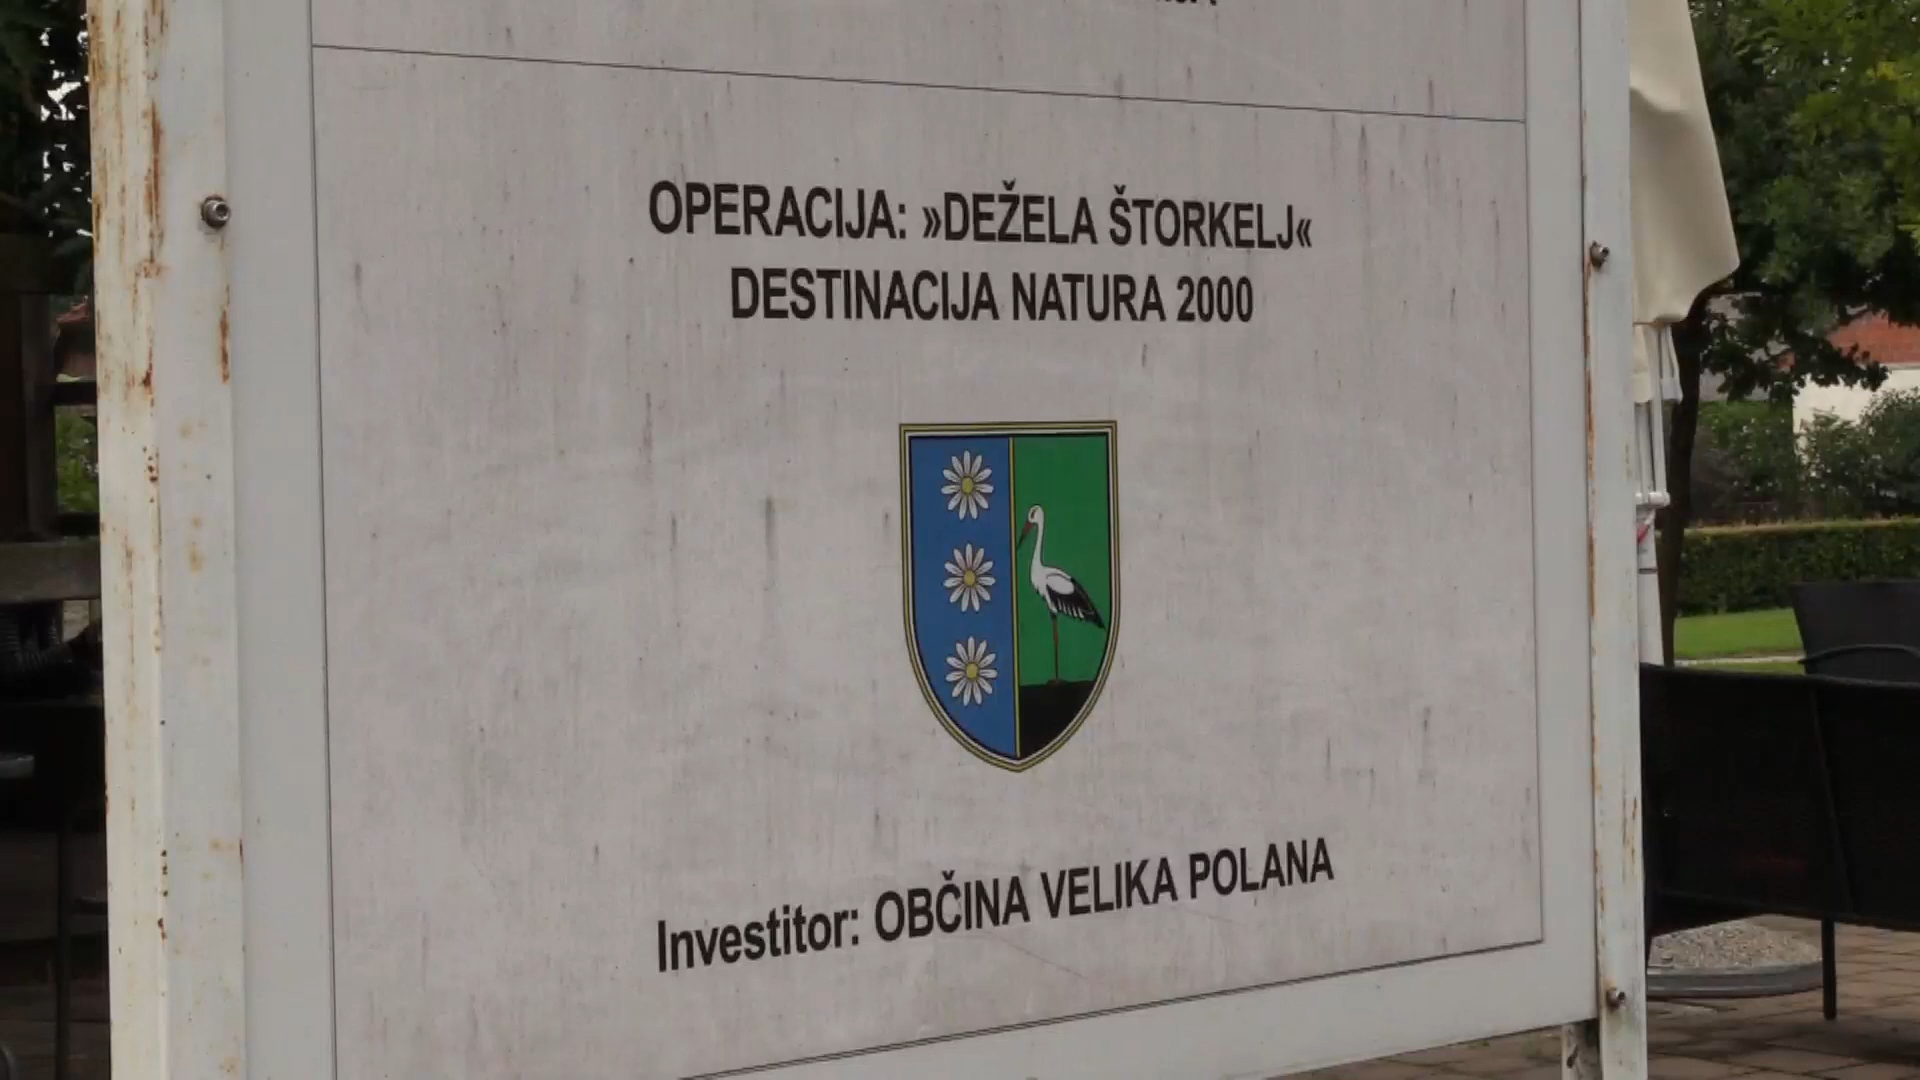 OPERACIJA: »DEŽELA ŠTORKELJ«
DESTINACIJA NATURA 2000
Investitor: OBČINA VELIKA POLANA